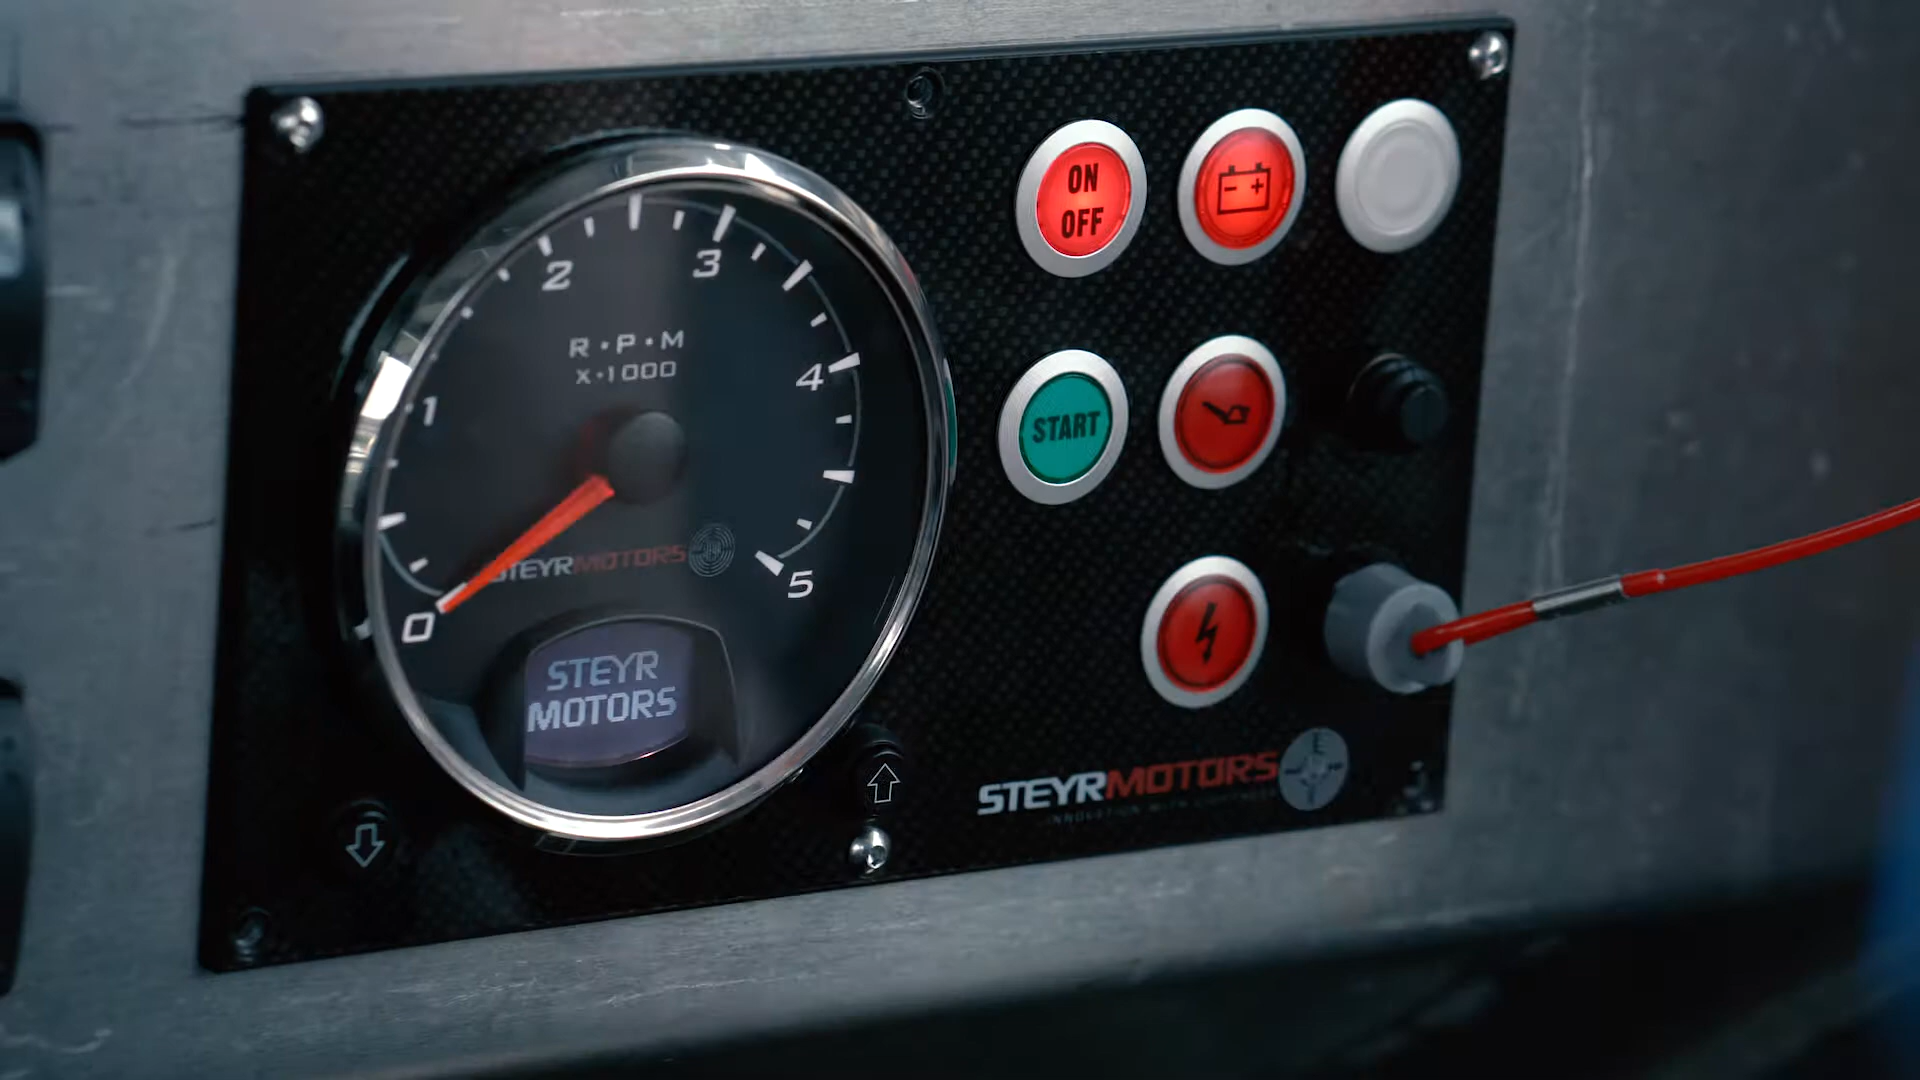 ON
OFF
2
3
R·P·M
X·1000
4
1
START
STEYRMOTORS
5
0
STEYR
MOTORS
STEYRMOTORS
E